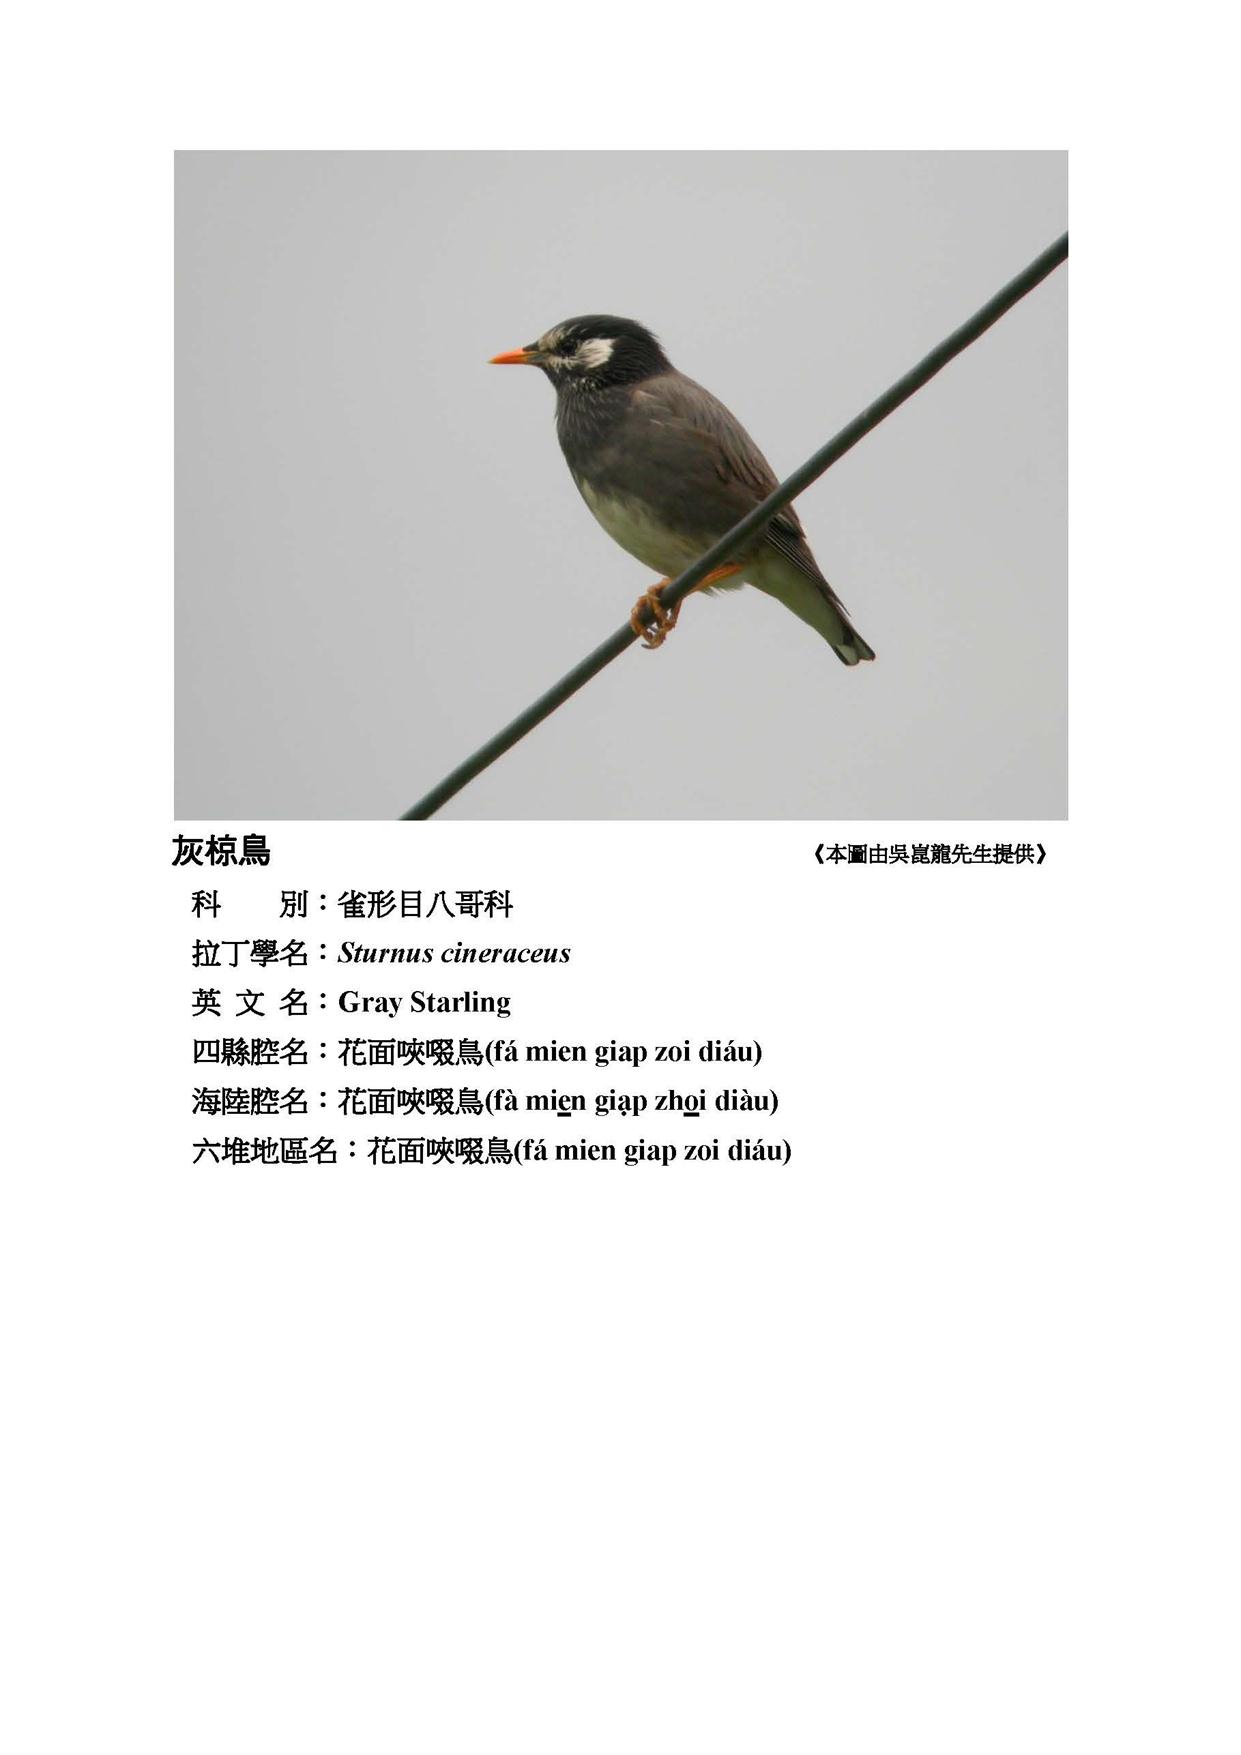 灰椋鳥 《本圖由吳崑龍先生提供》
科　　別：雀形目八哥科
拉丁學名：Sturnus cineraceus
英 文 名：Gray Starling
四縣腔名：花面唊啜鳥(fá mien giap zoi diáu)
海陸腔名：花面唊啜鳥(fà mien giạp zhoi diàu)
六堆地區名：花面唊啜鳥(fá mien giap zoi diáu)